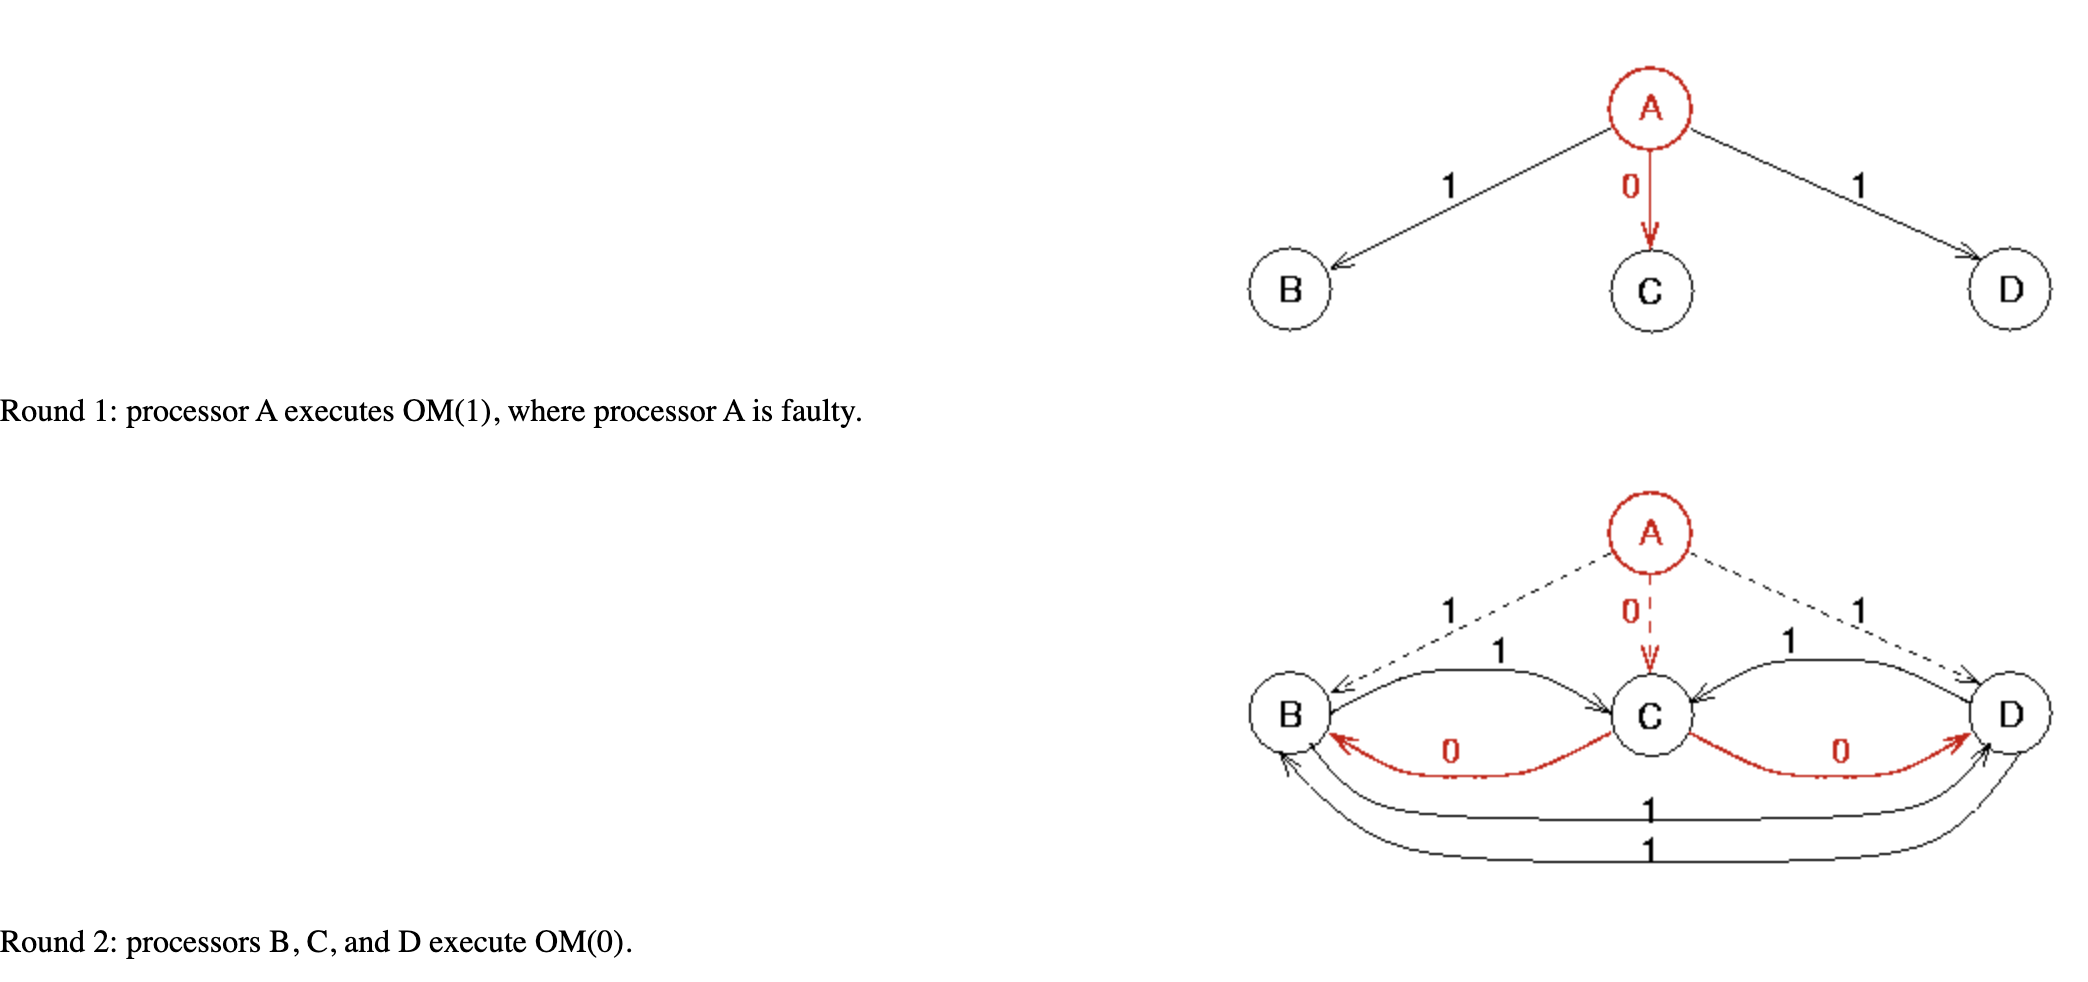 A
1 0 1
B C D
Round 1: processor A executes OM(1), where processor A is faulty.
A
1 0 1
1 1
B C D
0 0
1
1
Round 2: processors B, C, and D execute OM(0).